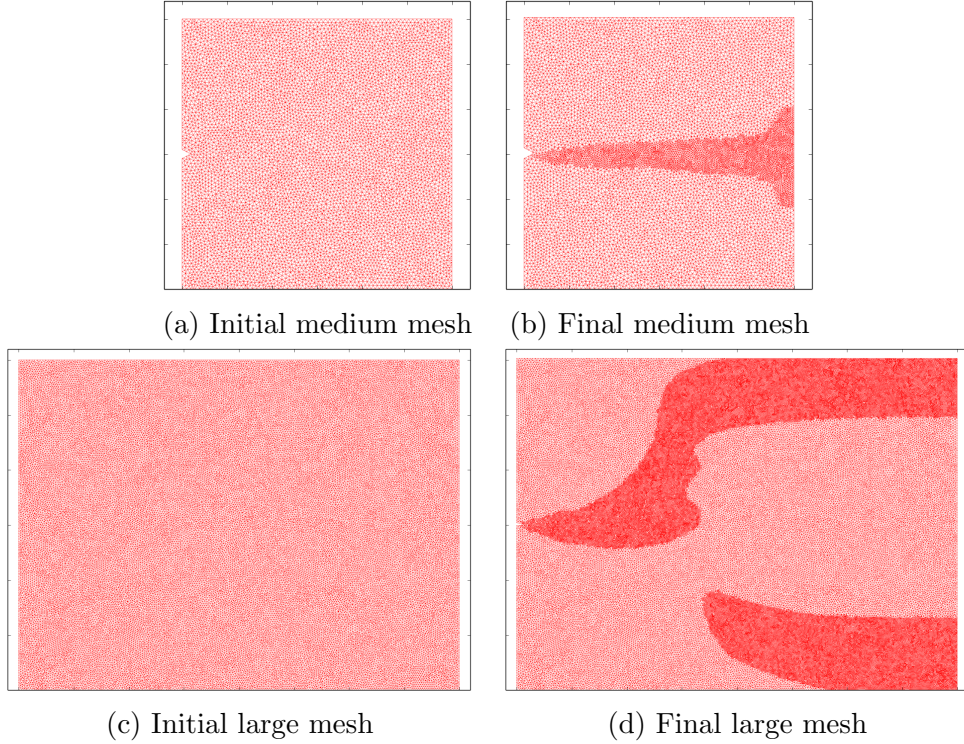 (a) Initial medium mesh
(b) Final medium mesh
(c) Initial large mesh
(d) Final large mesh